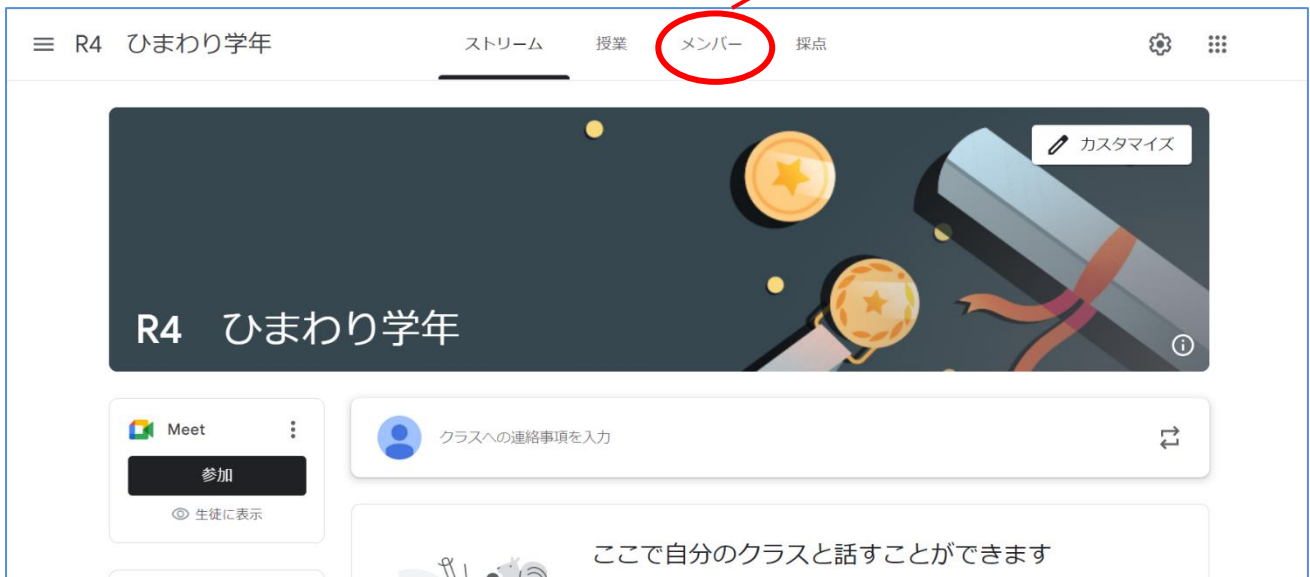 R4 ひまわり学年
ストリーム 授業 メンバー 採点
カスタマイズ
R4 ひまわり学年
Meet
参加
生徒に表示
クラスへの連絡事項を入力
ここで自分のクラスと話すことができます